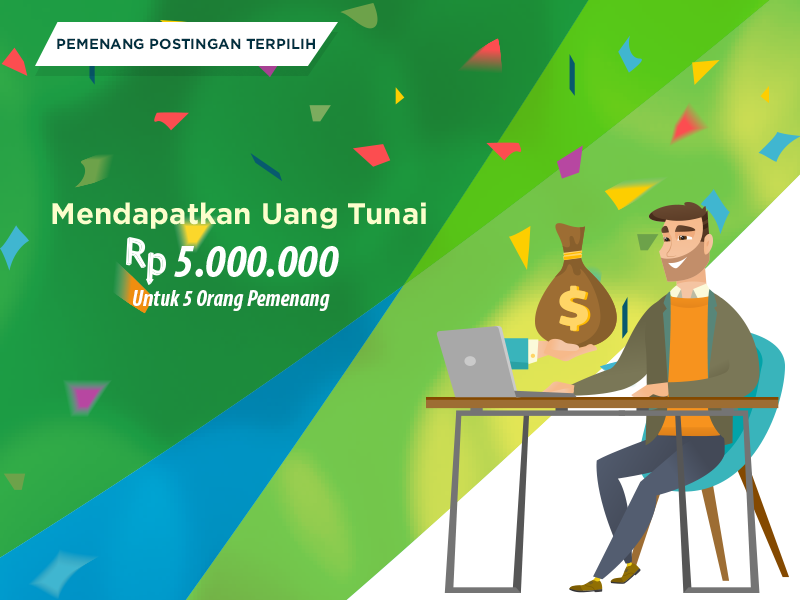 PEMENANG POSTINGAN TERPILIH
Mendapatkan Uang Tunai
Rp 5.000.000
Untuk 5 Orang Pemenang
$